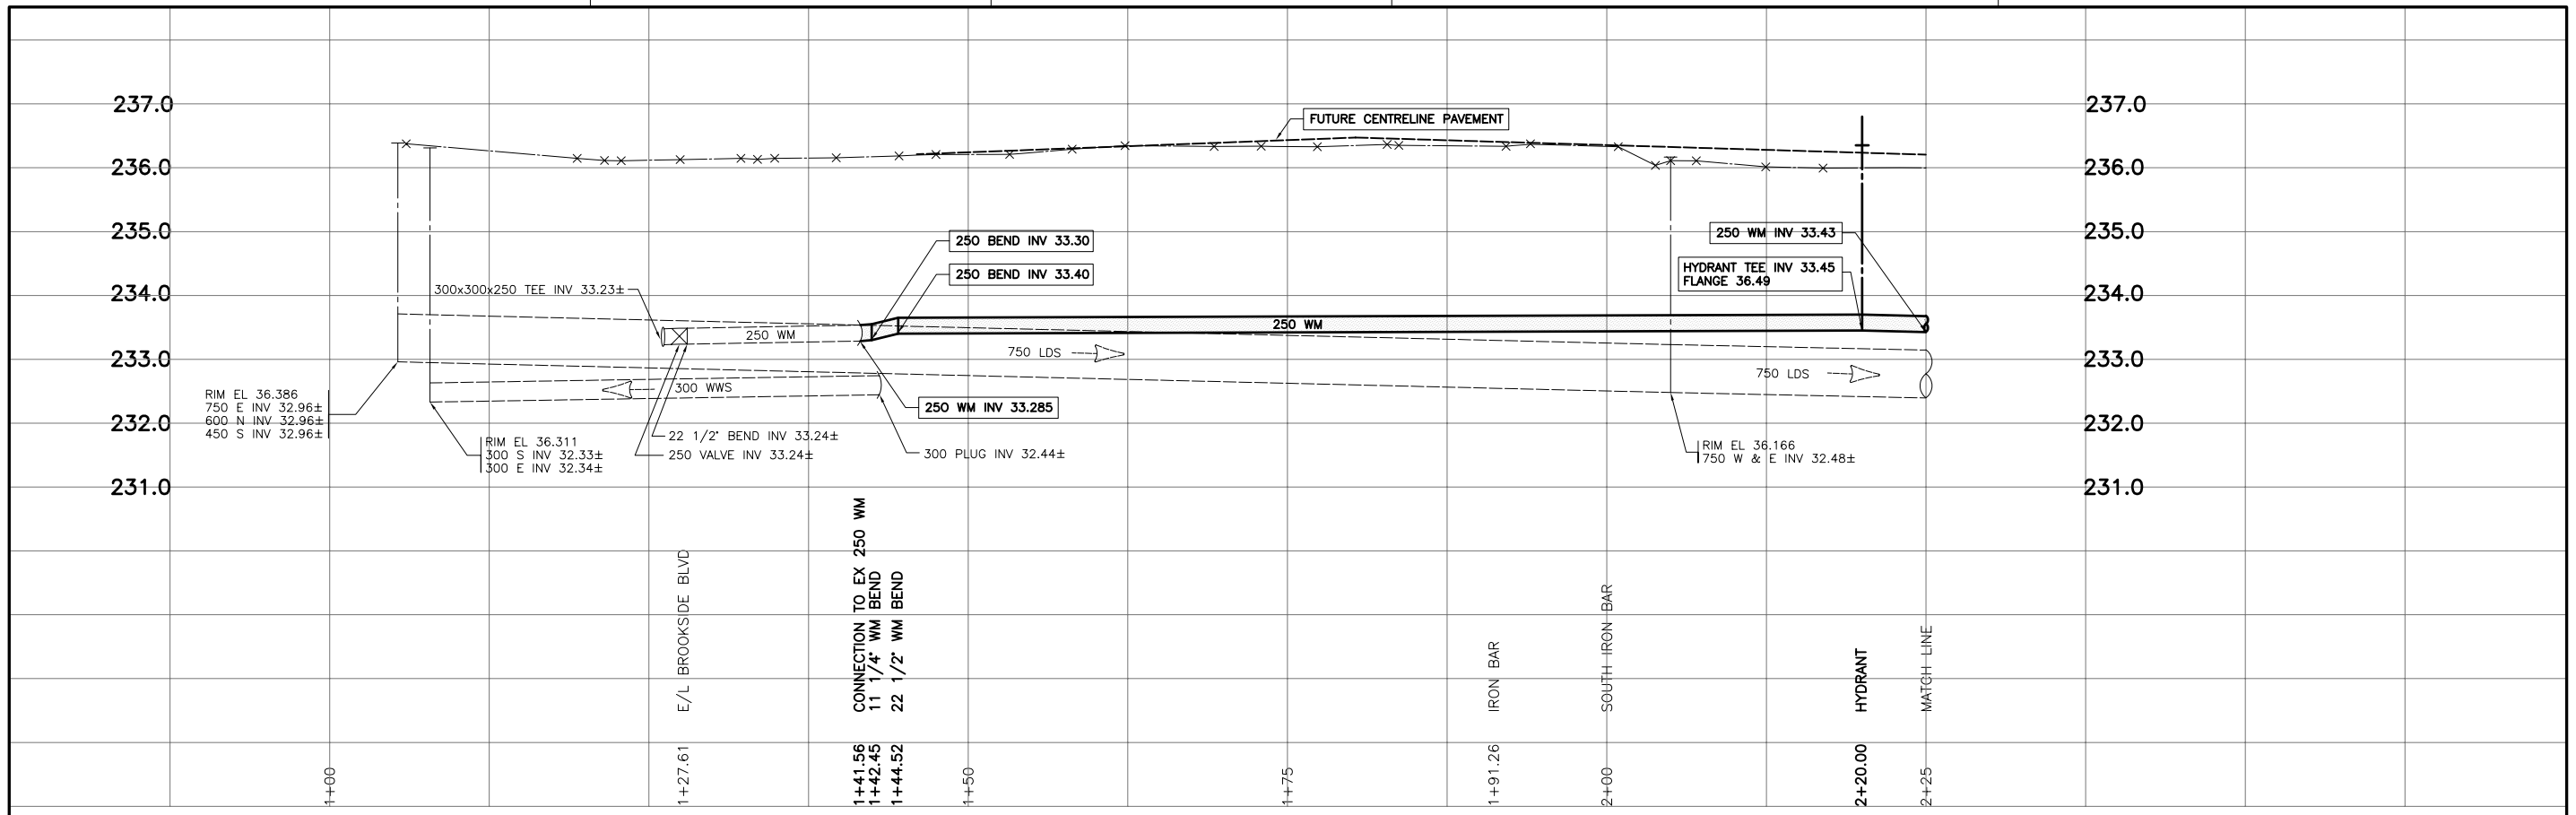 237.0
237.0
FUTURE CENTRELINE PAVEMENT
236.0
236.0
235.0
235.0
250 BEND INV 33.30
250 WM INV 33.43
250 BEND INV 33.40
HYDRANT TEE INV 33.45
FLANGE 36.49
300x300x250 TEE INV 33.23±
234.0
234.0
250 WM
250 WM
750 LDS
233.0
233.0
750 LDS
300 WWS
RIM EL 36.386
750 E INV 32.96±
600 N INV 32.96±
450 S INV 32.96±
250 WM INV 33.285
232.0
232.0
RIM EL 36.311
300 S INV 32.33±
300 E INV 32.34±
22 1/2° BEND INV 33.24±
250 VALVE INV 33.24±
300 PLUG INV 32.44±
RIM EL 36.166
750 W & E INV 32.48±
231.0
231.0
1+00
1+27.61 E/L BROOKSIDE BLVD
1+41.56 CONNECTION TO EX 250 WM
1+42.45 11 1/4° WM BEND
1+44.52 22 1/2° WM BEND
1+50
1+75
1+91.26 IRON BAR
2+00 SOUTH IRON BAR
2+20.00 HYDRANT
2+25 MATCH LINE